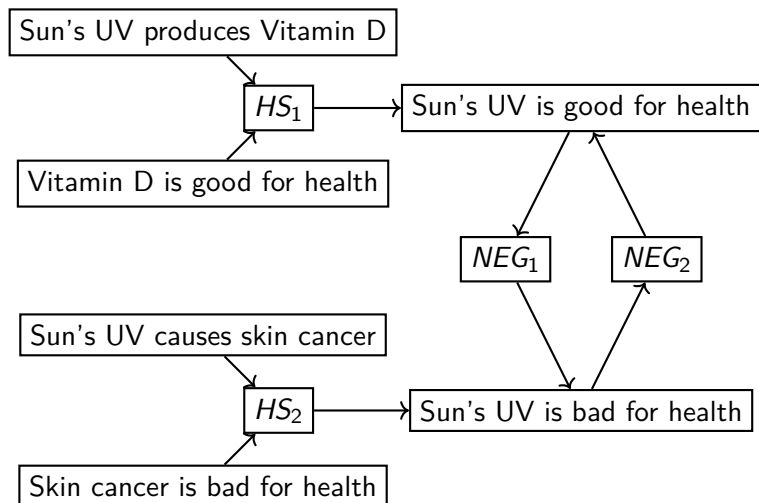 Sun's UV produces Vitamin D
HS₁
Sun's UV is good for health
Vitamin D is good for health
NEG₁
NEG₂
Sun's UV causes skin cancer
HS₂
Sun's UV is bad for health
Skin cancer is bad for health